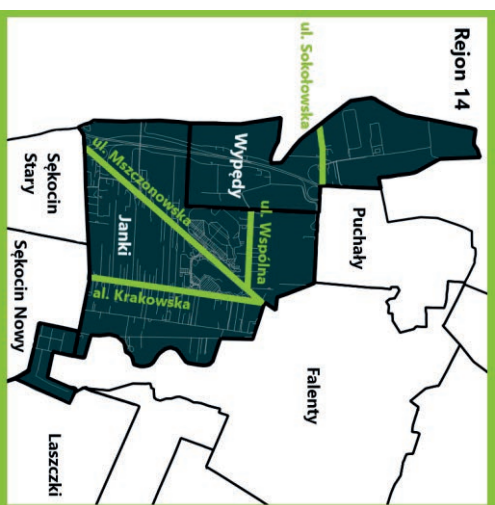 Rejon 14
ul. Sokołowska
Puchały
Wypędy
ul. Wspólna
Falenty
ul. Mszczonowska
Janki
al. Krakowska
Sękocin
Stary
Sękocin Nowy
Laszczki